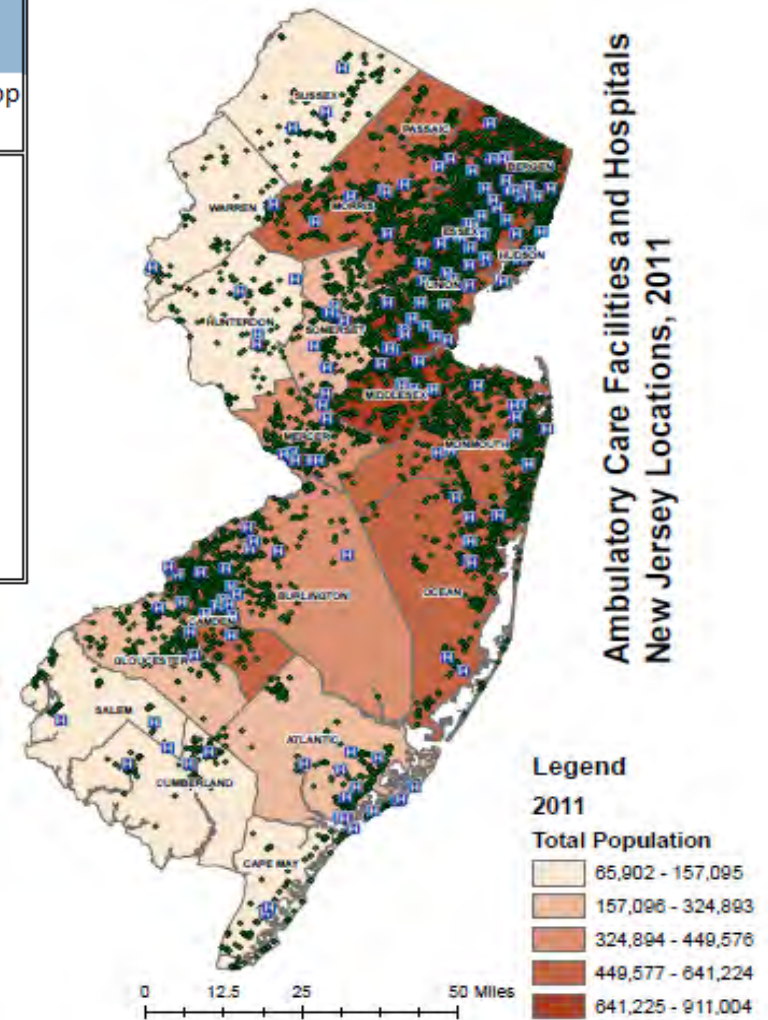 op
Ambulatory Care Facilities and Hospitals
New Jersey Locations, 2011
SUSSEX
PASSAIC
BERGEN
WARREN
MORRIS
ESSEX
HUDSON
UNION
HUNTERDON
SOMERSET
MIDDLESEX
MERCER
MONMOUTH
BURLINGTON
OCEAN
CAMDEN
GLOUCESTER
SALEM
ATLANTIC
CUMBERLAND
CAPE MAY
Legend
2011
Total Population
65,902 - 157,095
157,096 - 324,893
324,894 - 449,576
449,577 - 641,224
641,225 - 911,004
0 12.5 25 50 Miles